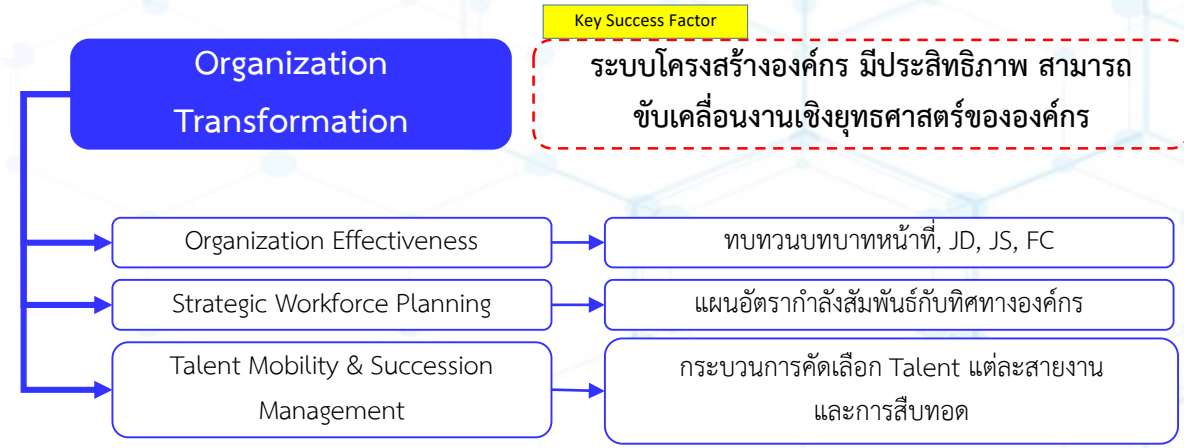 Key Success Factor
Organization
Transformation
ระบบโครงสร้างองค์กร มีประสิทธิภาพ สามารถ
ขับเคลื่อนงานเชิงยุทธศาสตร์ขององค์กร
Organization Effectiveness
ทบทวนบทบาทหน้าที่, JD, JS, FC
Strategic Workforce Planning
แผนอัตรากำลังสัมพันธ์กับทิศทางองค์กร
Talent Mobility & Succession
Management
กระบวนการคัดเลือก Talent แต่ละสายงาน
และการสืบทอด